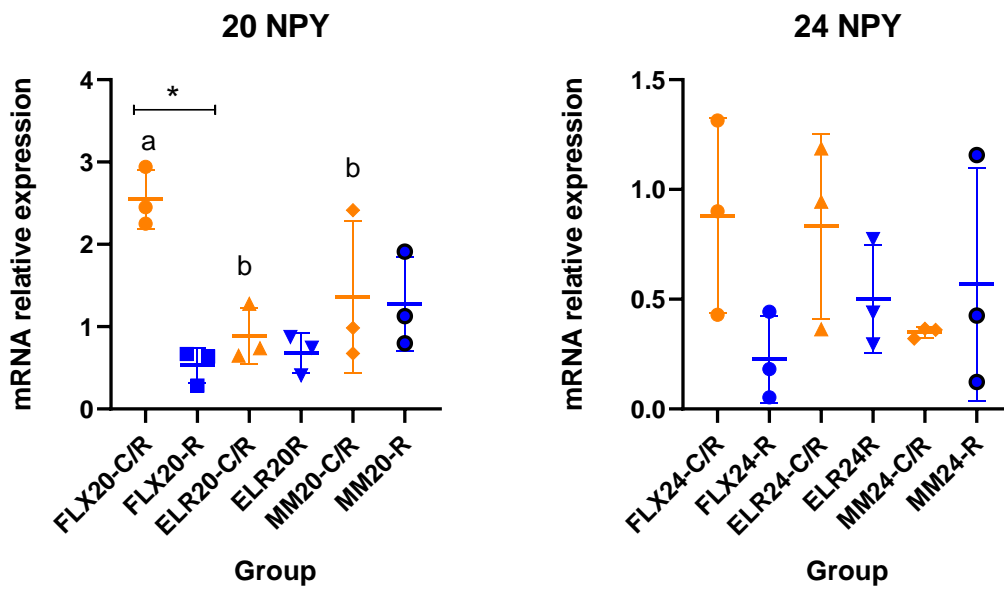 20 NPY
mRNA relative expression
4
3
2
1
0
*
a
b
b
FLX20-C/R
FLX20-R
ELR20-C/R
ELR20R
MM20-C/R
MM20-R
Group
24 NPY
mRNA relative expression
1.5
1.0
0.5
0.0
FLX24-C/R
FLX24-R
ELR24-C/R
ELR24R
MM24-C/R
MM24-R
Group